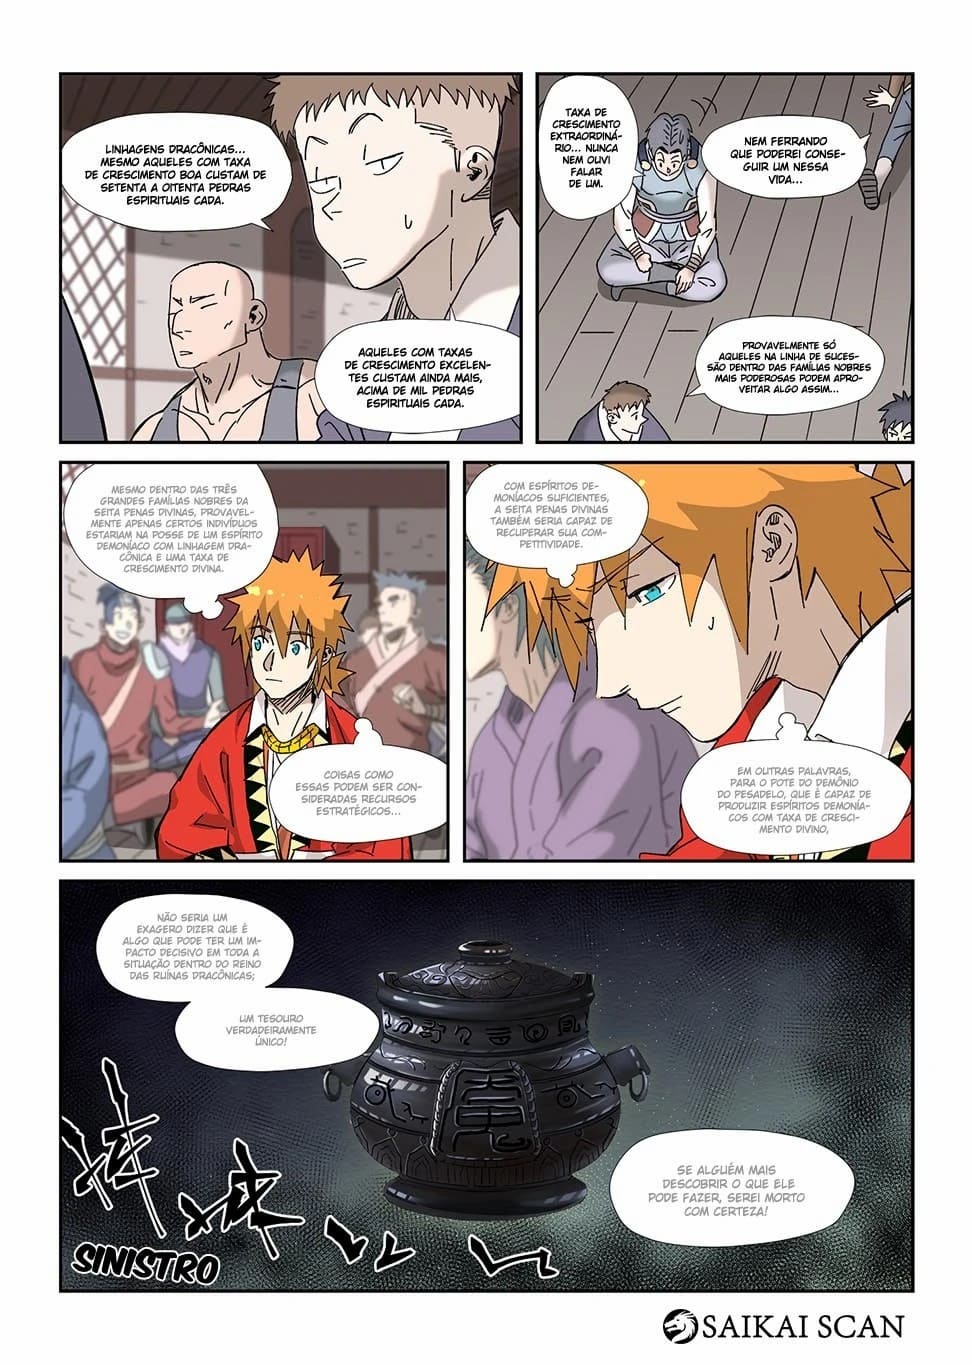 LINHAGENS DRACÔNICAS...
MESMO AQUELES COM TAXA
DE CRESCIMENTO BOA CUSTAM DE
SETENTA A OITENTA PEDRAS
ESPIRITUAIS CADA.
AQUELES COM TAXAS
DE CRESCIMENTO EXCELEN-
TES CUSTAM AINDA MAIS,
ACIMA DE MIL PEDRAS
ESPIRITUAIS CADA.
TAXA DE
CRESCIMENTO
EXTRAORDINÁ-
RIO... NUNCA
NEM OUVI
FALAR
DE UM.
NEM FERRANDO
QUE PODEREI CONSE-
GUIR UM NESSA
VIDA...
PROVAVELMENTE SÓ
AQUELES NA LINHA DE SUCES-
SÃO DENTRO DAS FAMÍLIAS NOBRES
MAIS PODEROSAS PODEM APRO-
VEITAR ALGO ASSIM...
MESMO DENTRO DAS TRÊS
GRANDES FAMÍLIAS NOBRES DA
SEITA PENAS DIVINAS, PROVAVEL-
MENTE APENAS CERTOS INDIVÍDUOS
ESTARIAM NA POSSE DE UM ESPÍRITO
DEMONÍACO COM LINHAGEM DRA-
CÔNICA E UMA TAXA DE
CRESCIMENTO DIVINA.
COISAS COMO
ESSAS PODEM SER CON-
SIDERADAS RECURSOS
ESTRATÉGICOS...
COM ESPÍRITOS DE-
MONÍACOS SUFICIENTES,
A SEITA PENAS DIVINAS
TAMBÉM SERIA CAPAZ DE
RECUPERAR SUA COM-
PETITIVIDADE.
EM OUTRAS PALAVRAS,
PARA O POTE DO DEMÔNIO
DO PESADELO, QUE É CAPAZ DE
PRODUZIR ESPÍRITOS DEMONÍA-
COS COM TAXA DE CRESCI-
MENTO DIVINO,
NÃO SERIA UM
EXAGERO DIZER QUE É
ALGO QUE PODE TER UM IM-
PACTO DECISIVO EM TODA A
SITUAÇÃO DENTRO DO REINO
DAS RUÍNAS DRACÔNICAS;
UM TESOURO
VERDADEIRAMENTE
ÚNICO!
SE ALGUÉM MAIS
DESCOBRIR O QUE ELE
PODE FAZER, SEREI MORTO
COM CERTEZA!
SINISTRO
SAIKAI SCAN